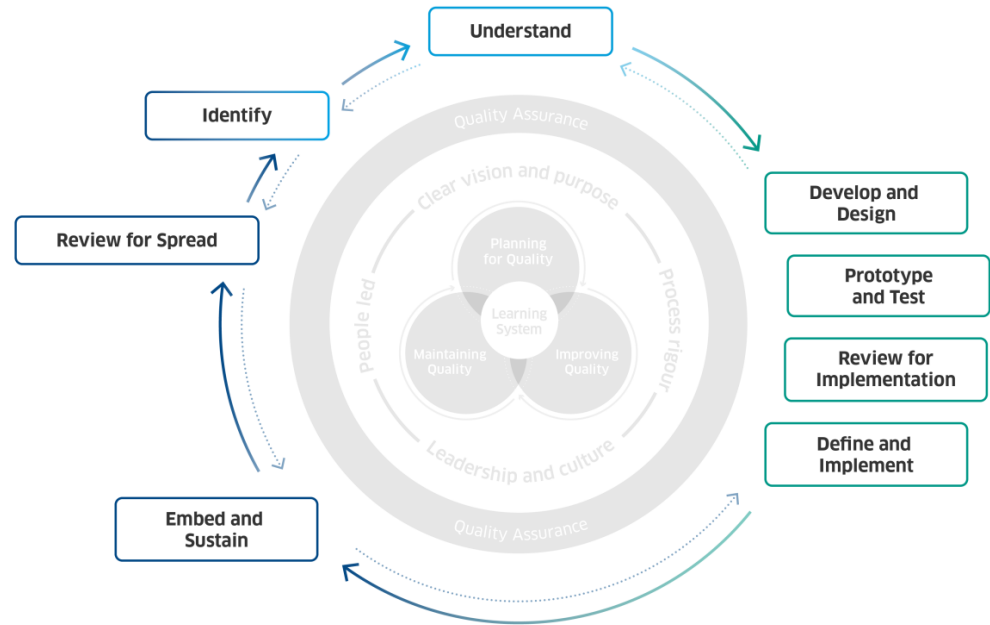 Understand
Identify
Review for Spread
Embed and
Sustain
Develop and
Design
Prototype
and Test
Review for
Implementation
Define and
Implement
Quality Assurance
Clear vision and purpose
People led
Process rigour
Leadership and culture
Quality Assurance
Planning
for Quality
Learning
System
Maintaining
Quality
Improving
Quality